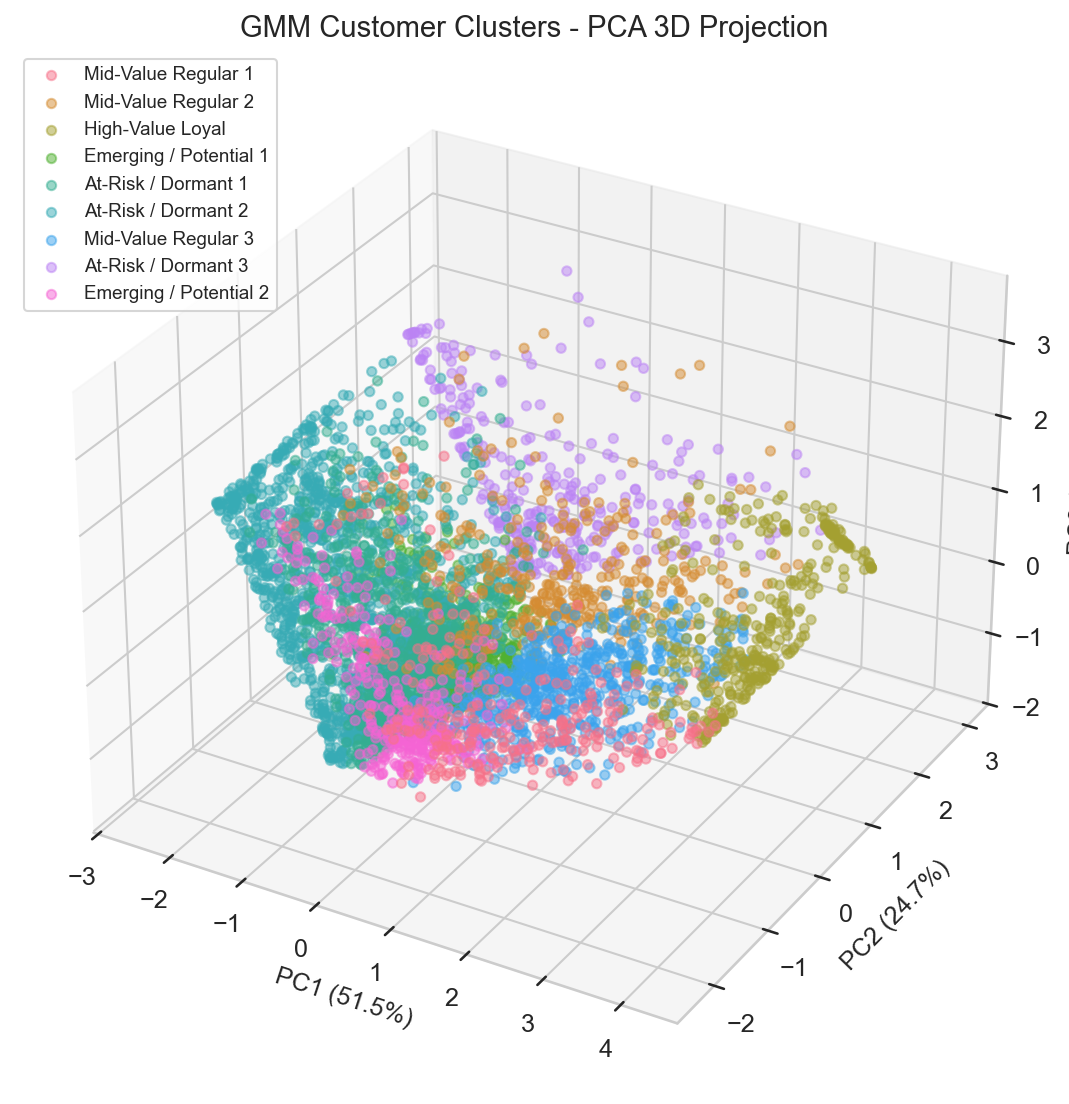 GMM Customer Clusters - PCA 3D Projection
Mid-Value Regular 1
Mid-Value Regular 2
High-Value Loyal
Emerging / Potential 1
At-Risk / Dormant 1
At-Risk / Dormant 2
Mid-Value Regular 3
At-Risk / Dormant 3
Emerging / Potential 2
3
2
1
0
−1
−2
3
2
1
0
−1
−2
PC2 (24.7%)
−3
−2
−1
0
1
2
3
4
PC1 (51.5%)